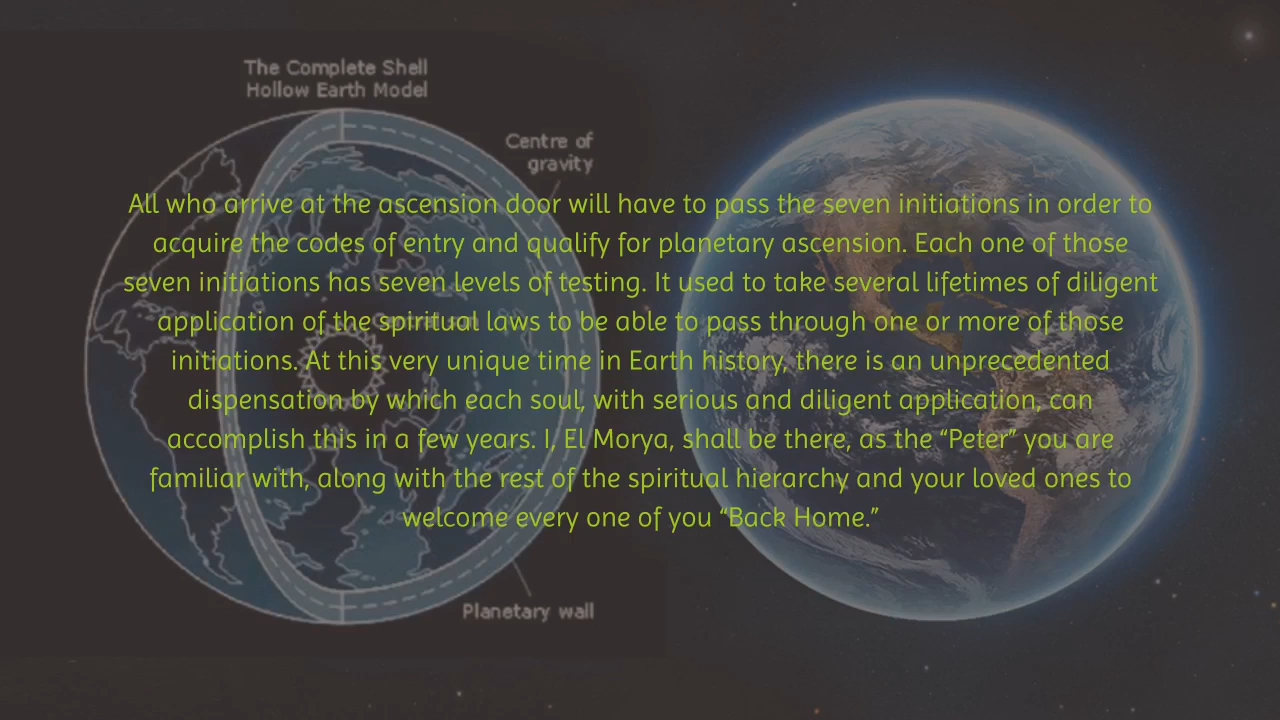 The Complete Shell
Hollow Earth Model
Centre of
gravity
All who arrive at the ascension door will have to pass the seven initiations in order to
acquire the codes of entry and qualify for planetary ascension. Each one of those
seven initiations has seven levels of testing. It used to take several lifetimes of diligent
application of the spiritual laws to be able to pass through one or more of those
initiations. At this very unique time in Earth history, there is an unprecedented
dispensation by which each soul, with serious and diligent application, can
accomplish this in a few years. I, El Morya, shall be there, as the “Peter” you are
familiar with, along with the rest of the spiritual hierarchy and your loved ones to
welcome every one of you “Back Home.”
Planetary wall